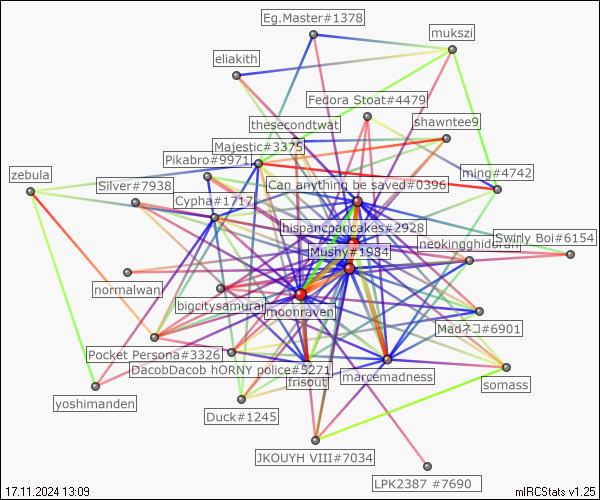 Eg.Master#1378
mukszi
eliakith
Fedora Stoat#4479
thesecondtwat
shawntee9
Majestic#3375
Pikabro#9971
zebula
ming#4742
Silver#7938
Can anything be saved#0396
Cypha#1717
hispancpancakes#2928
Swirly Boi#6154
neokingghidorah
Mushy#1984
normalwan
bigcitysamurai
moonraven
Madネコ#6901
Pocket Persona#3326
DacobDacob hORNY police#5271
marcemadness
frisout
somass
yoshimanden
Duck#1245
JKOUYH VIII#7034
LPK2387 #7690
17.11.2024 13:09
mIRCStats v1.25